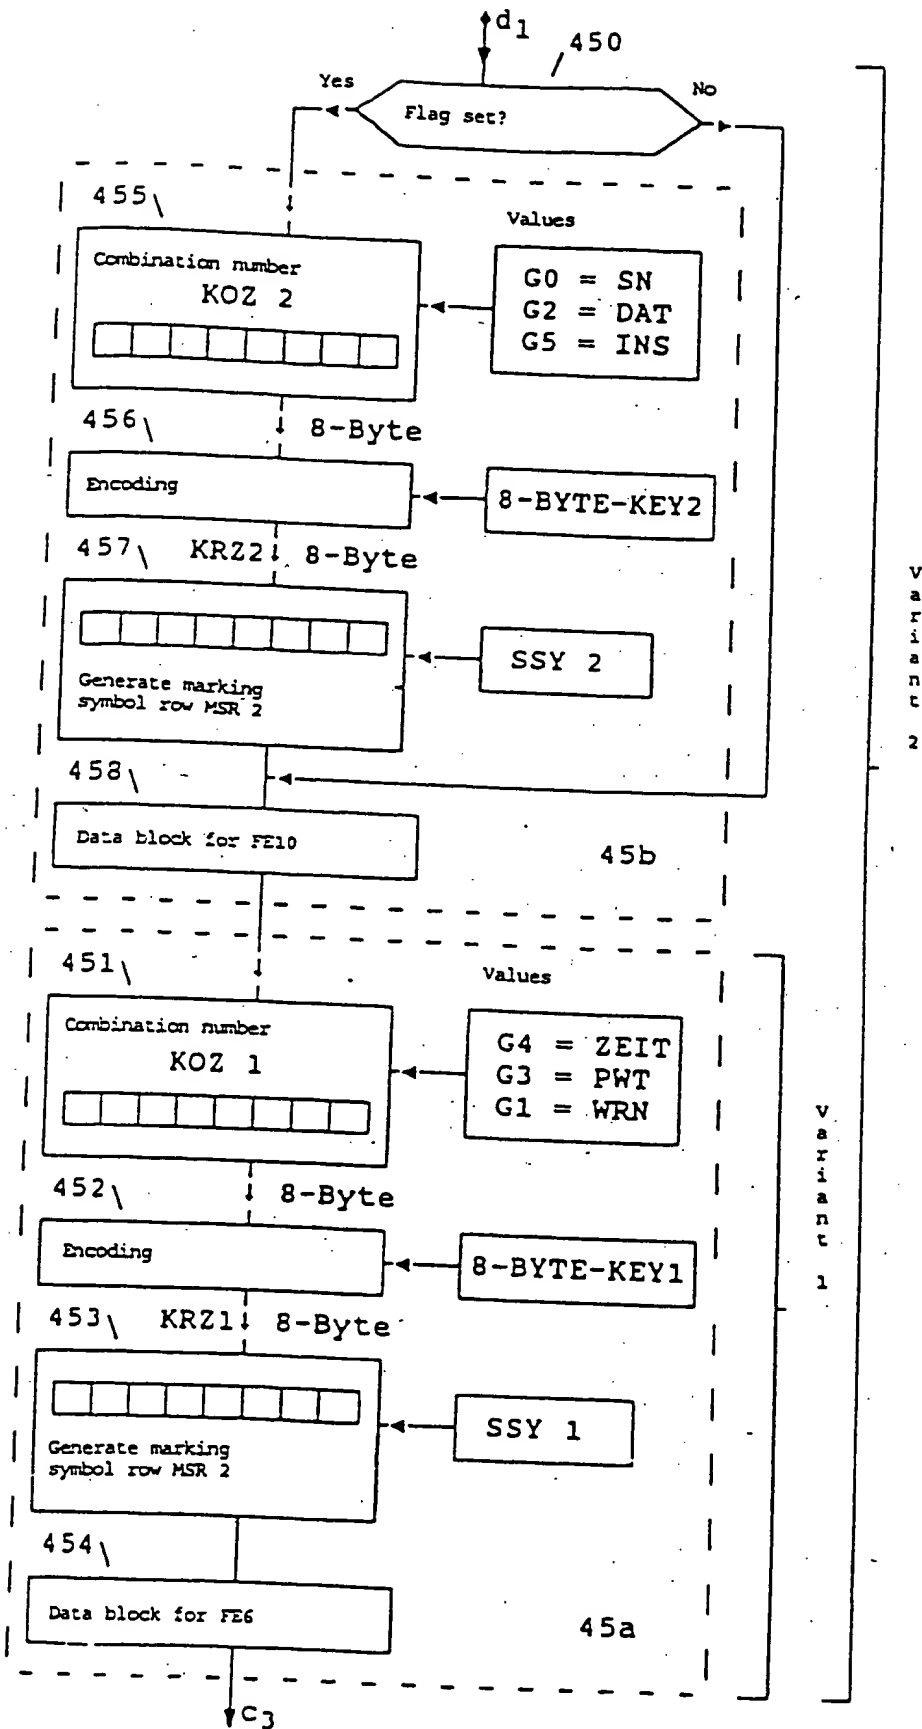 d1
450
Yes
No
Flag set?
455
Values
Combination number
KOZ 2
G0 = SN
G2 = DAT
G5 = INS
456
8-Byte
Encoding
8-BYTE-KEY2
457
KRZ2
8-Byte
SSY 2
Generate marking
symbol row MSR 2
458
Data block for FE10
45b
Variant 2
451
Values
Combination number
KOZ 1
G4 = ZEIT
G3 = PWT
G1 = WRN
452
8-Byte
Encoding
8-BYTE-KEY1
453
KRZ1
8-Byte
SSY 1
Generate marking
symbol row MSR 2
454
Data block for FE6
45a
Variant 1
c3